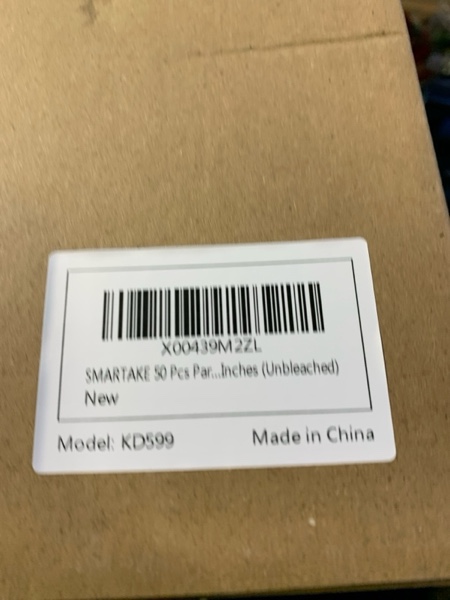 X00439M2ZL
SMARTAKE 50 Pcs Par...Inches (Unbleached)
New
Model: KD599 Made in China